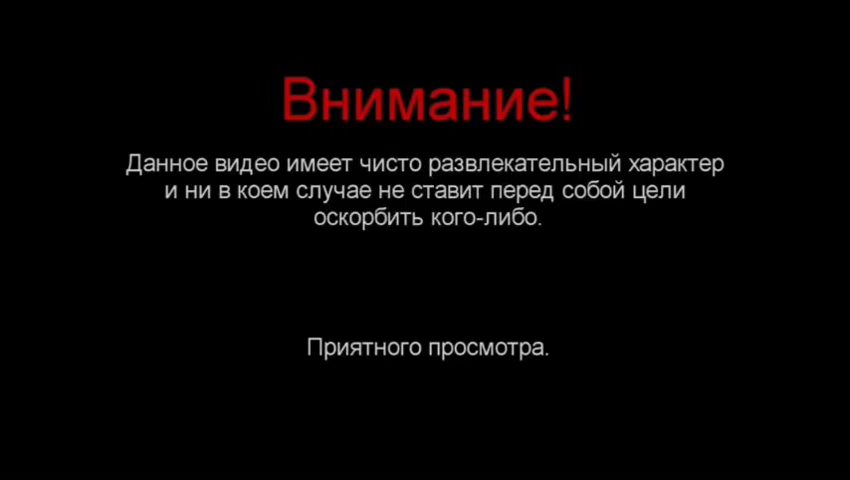 Внимание!
Данное видео имеет чисто развлекательный характер
и ни в коем случае не ставит перед собой цели
оскорбить кого-либо.
Приятного просмотра.